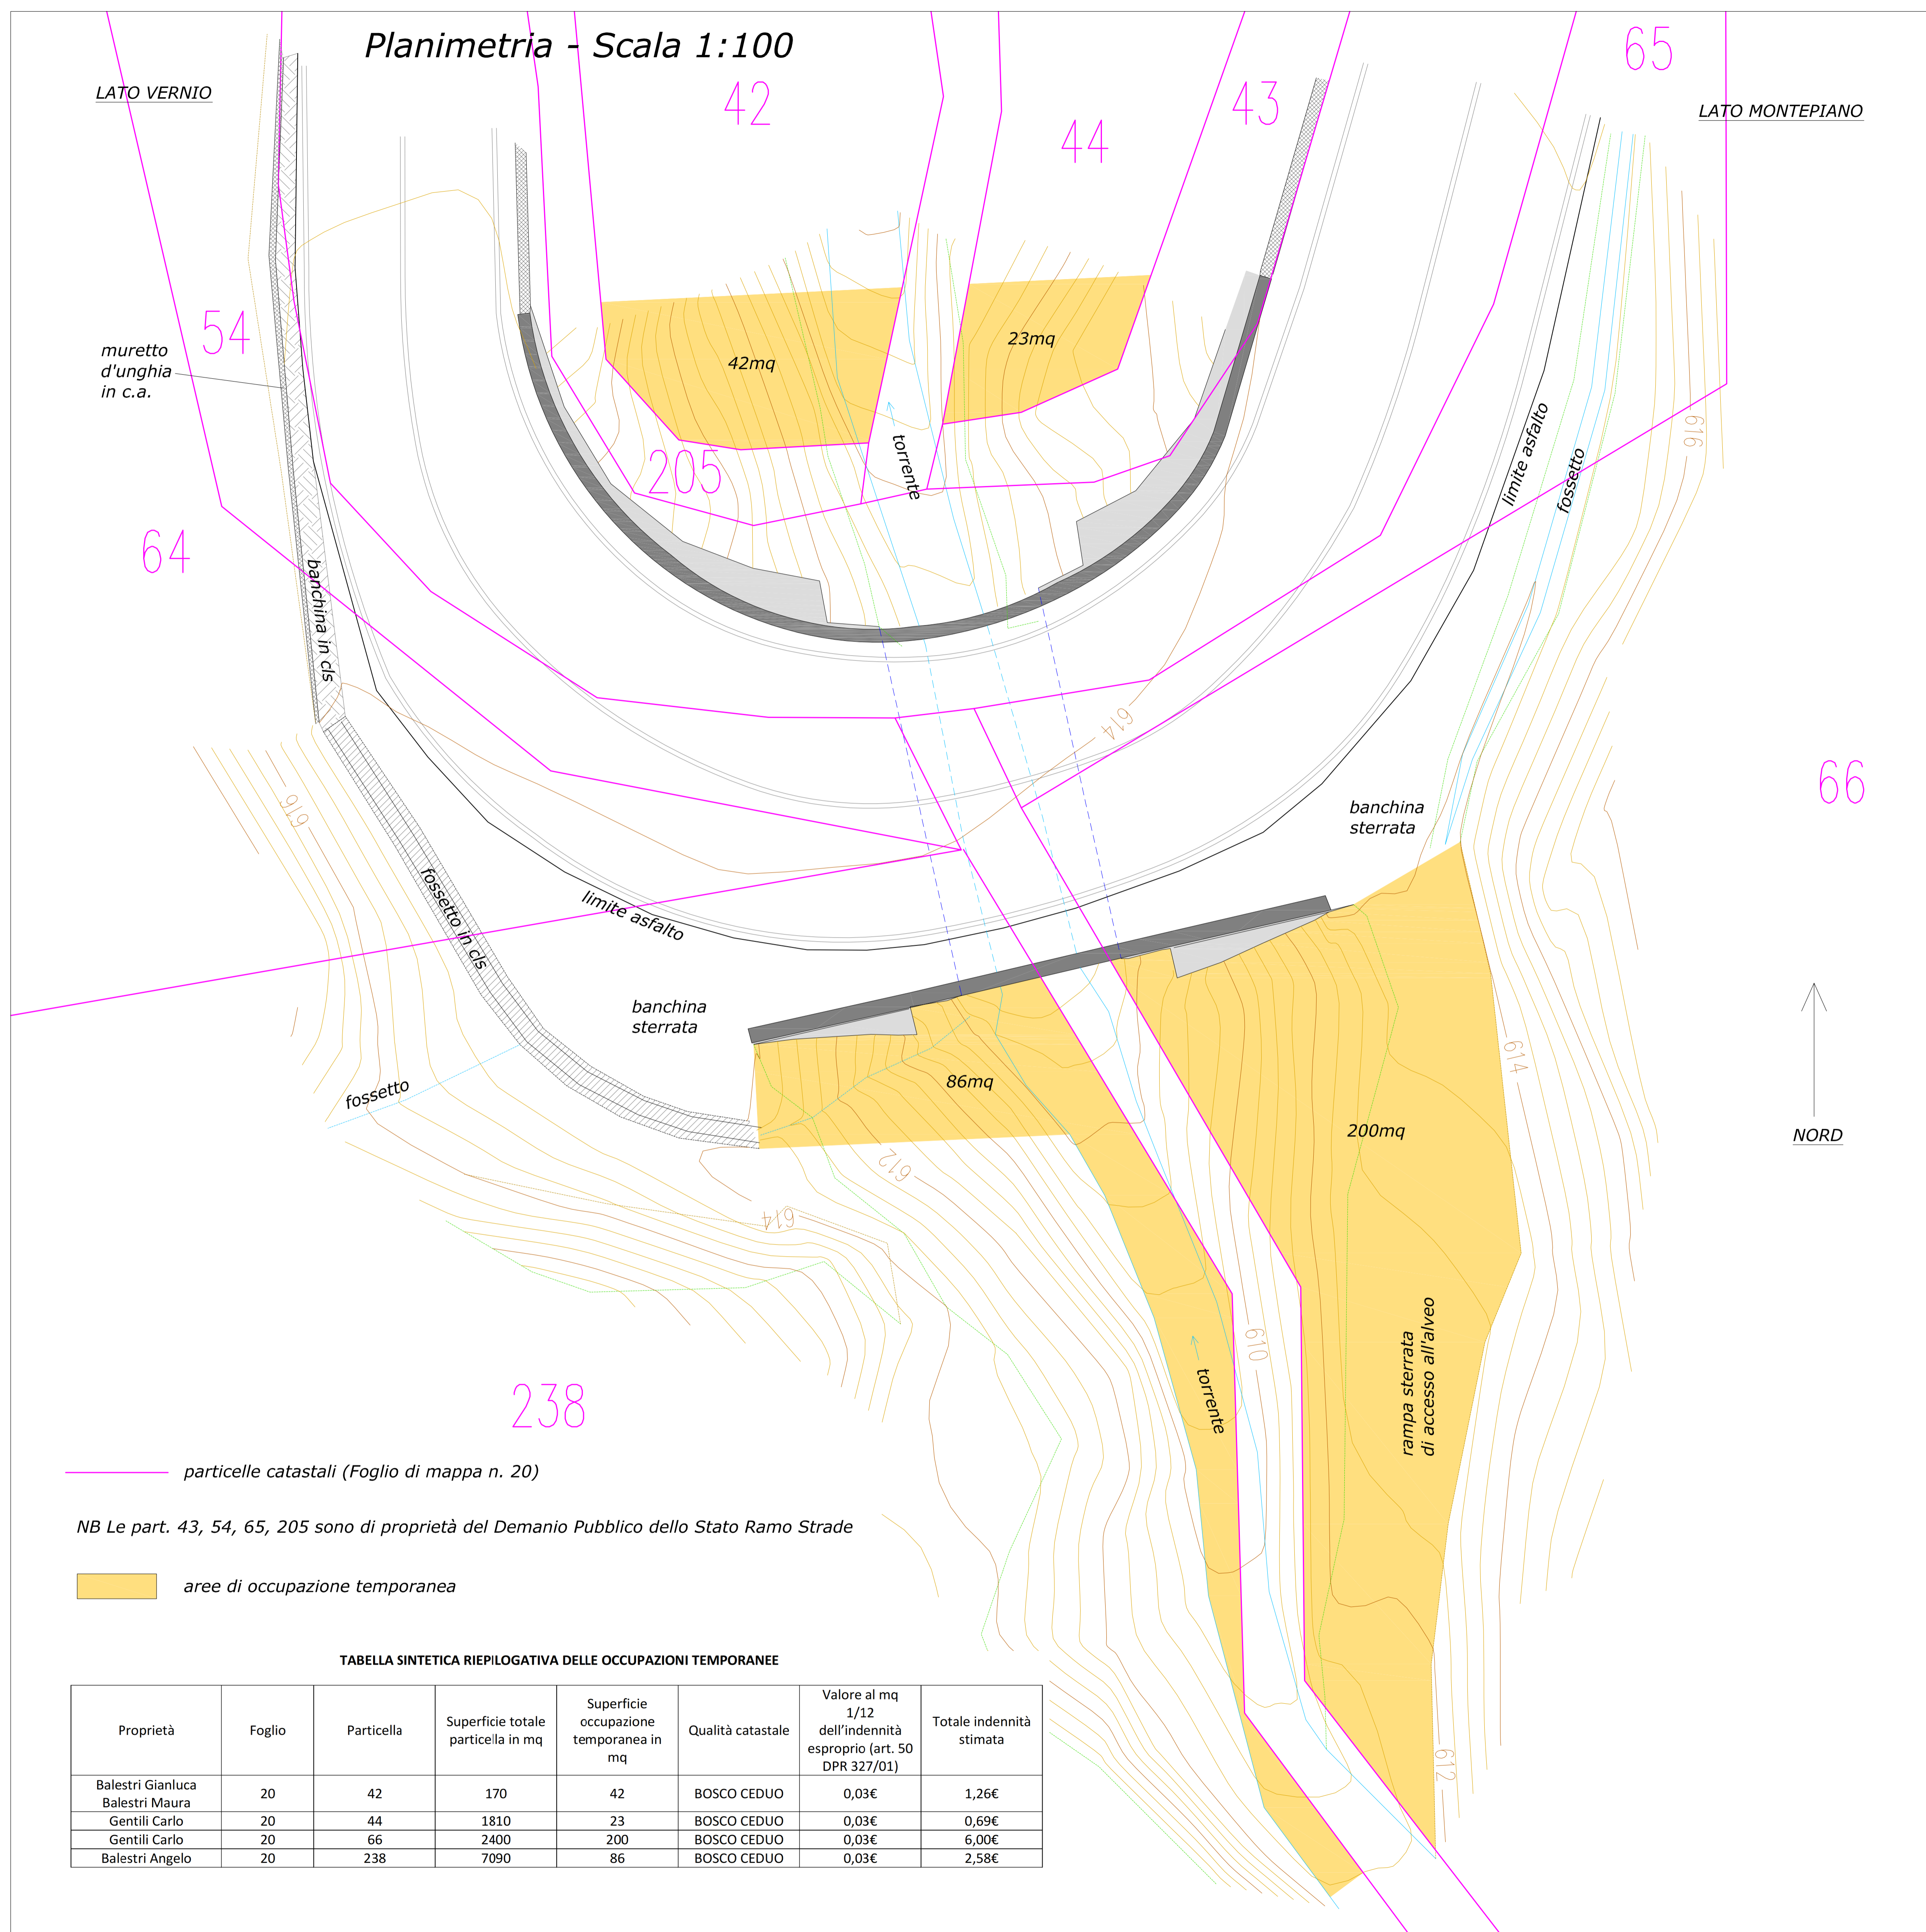 Planimetria - Scala 1:100
LATO VERNIO
LATO MONTEPIANO
42
44
43
65
54
muretto
d'unghia
in c.a.
42mq
23mq
torrente
205
limite asfalto
fossetto
616
64
banchina in cls
614
66
616
banchina
sterrata
fossetto in cls
limite asfalto
banchina
sterrata
fossetto
86mq
614
200mq
NORD
612
614
610
torrente
rampa sterrata
di accesso all'alveo
238
particelle catastali (Foglio di mappa n. 20)
NB Le part. 43, 54, 65, 205 sono di proprietà del Demanio Pubblico dello Stato Ramo Strade
aree di occupazione temporanea
612
TABELLA SINTETICA RIEPILOGATIVA DELLE OCCUPAZIONI TEMPORANEE
Proprietà
Foglio
Particella
Superficie totale
particella in mq
Superficie
occupazione
temporanea in
mq
Qualità catastale
Valore al mq
1/12
dell'indennità
esproprio (art. 50
DPR 327/01)
Totale indennità
stimata
Balestri Gianluca
Balestri Maura
20 42 170 42 BOSCO CEDUO 0,03€ 1,26€
Gentili Carlo 20 44 1810 23 BOSCO CEDUO 0,03€ 0,69€
Gentili Carlo 20 66 2400 200 BOSCO CEDUO 0,03€ 6,00€
Balestri Angelo 20 238 7090 86 BOSCO CEDUO 0,03€ 2,58€